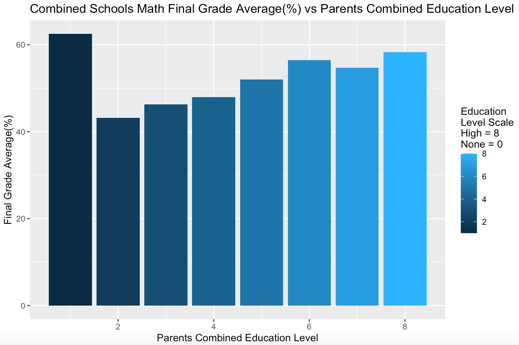 Combined Schools Math Final Grade Average(%) vs Parents Combined Education Level
Final Grade Average(%)
60
40
20
0
2
4
6
8
Parents Combined Education Level
Education
Level Scale
High = 8
None = 0
8
6
4
2